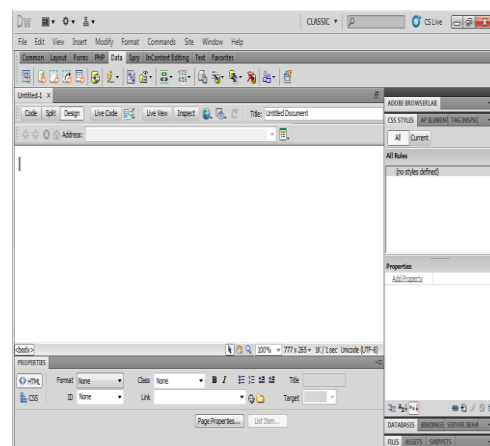 Dw CLASSIC CS Live
File Edit View Insert Modify Format Commands Site Window Help
Common Layout Forms PHP Data Spry InContext Editing Text Favorites
Untitled-1 X
Code Split Design Live Code Live View Inspect Title: Untitled Document
Address:
ADOBE BROWSERLAB
CSS STYLES AP ELEMENT TAG INSPEC
All Current
All Rules
(no styles defined)
Properties
Add Property
<body> 100% 777 x 265 1K / 1 sec Unicode (UTF-8)
PROPERTIES
<> HTML Format None Class None B I Title
CSS ID None Link Target
Page Properties... List Item...
DATABASES BINDINGS SERVER BEHA
FILES ASSETS SNIPPETS